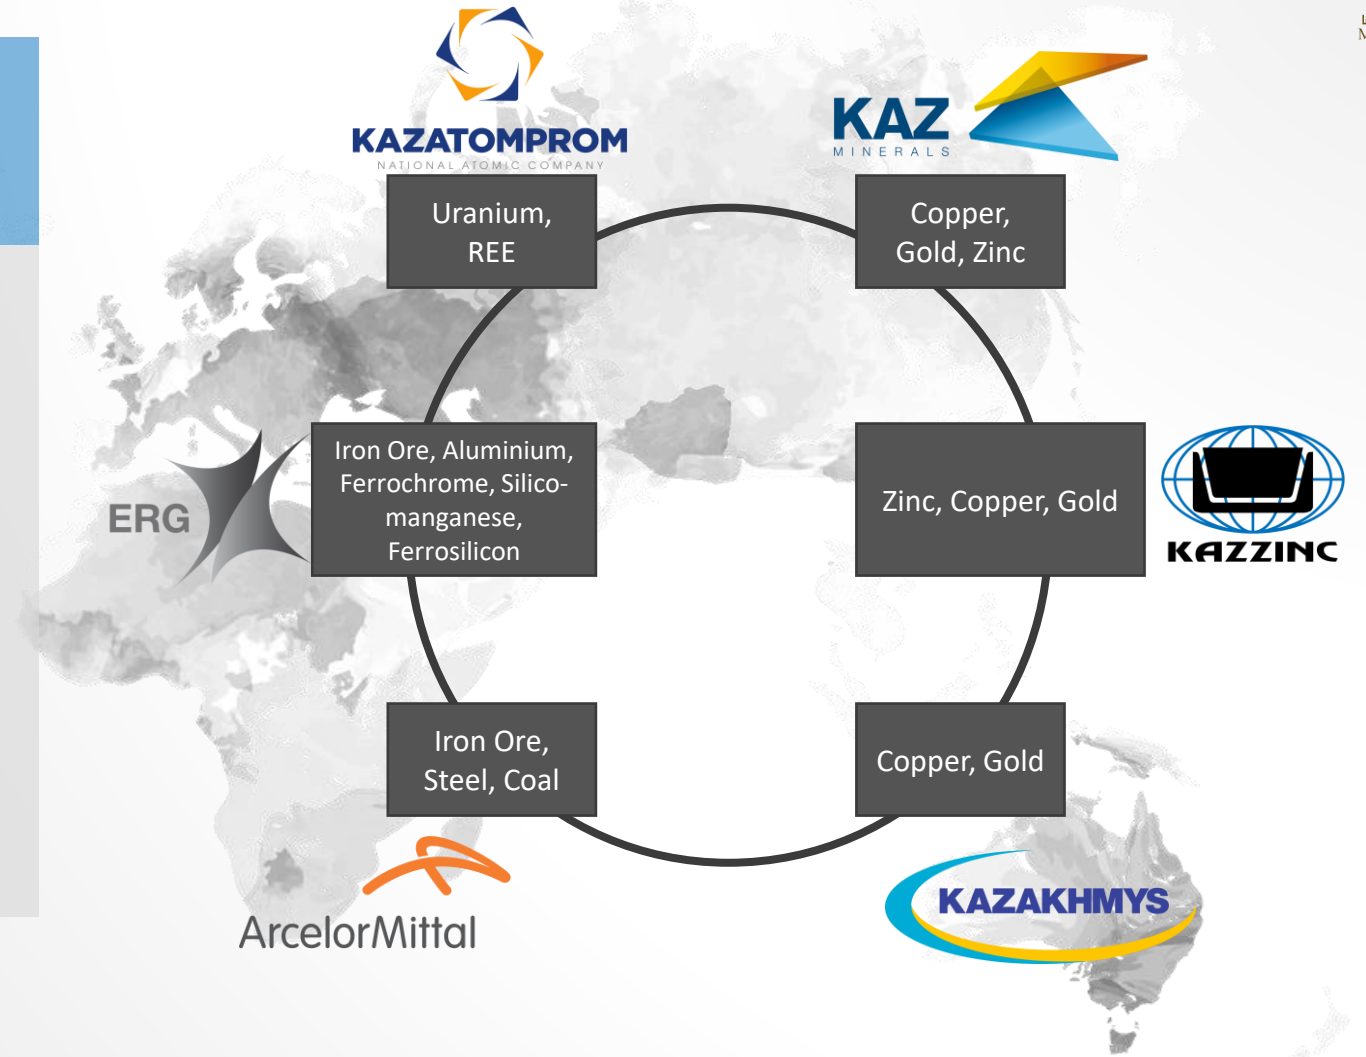 KAZATOMPROM
NATIONAL ATOMIC COMPANY
KAZ
MINERALS
Uranium,
REE
Copper,
Gold, Zinc
ERG
Iron Ore, Aluminium,
Ferrochrome, Silico-
manganese,
Ferrosilicon
Zinc, Copper, Gold
KAZZINC
Iron Ore,
Steel, Coal
Copper, Gold
ArcelorMittal
KAZAKHMYS